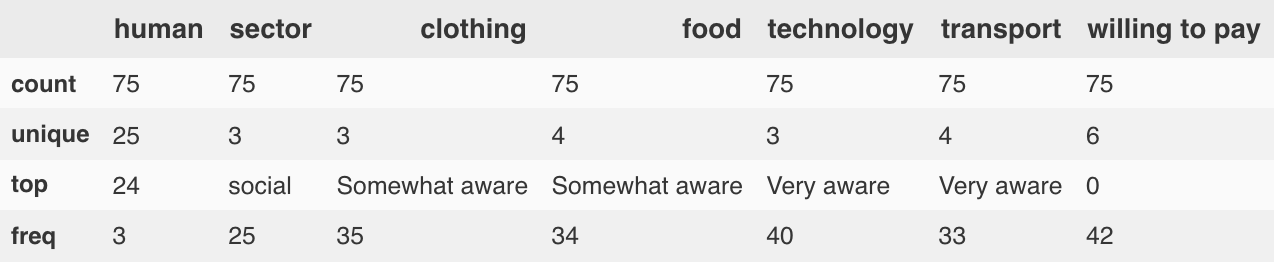 human sector clothing food technology transport willing to pay
count 75 75 75 75 75 75 75
unique 25 3 3 4 3 4 6
top 24 social Somewhat aware Somewhat aware Very aware Very aware 0
freq 3 25 35 34 40 33 42